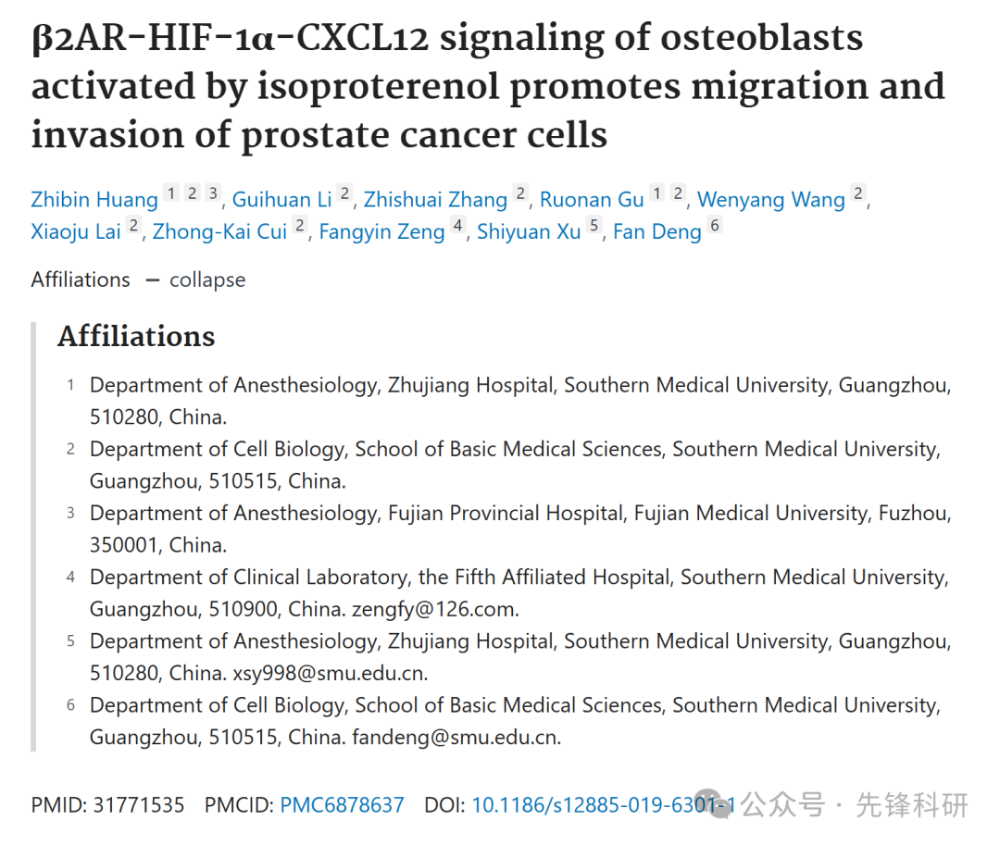 β2AR-HIF-1α-CXCL12 signaling of osteoblasts
activated by isoproterenol promotes migration and
invasion of prostate cancer cells
Zhibin Huang 1 2 3, Guihuan Li 2, Zhishuai Zhang 2, Ruonan Gu 1 2, Wenyang Wang 2,
Xiaoju Lai 2, Zhong-Kai Cui 2, Fangyin Zeng 4, Shiyuan Xu 5, Fan Deng 6
Affiliations — collapse
Affiliations
1 Department of Anesthesiology, Zhujiang Hospital, Southern Medical University, Guangzhou,
510280, China.
2 Department of Cell Biology, School of Basic Medical Sciences, Southern Medical University,
Guangzhou, 510515, China.
3 Department of Anesthesiology, Fujian Provincial Hospital, Fujian Medical University, Fuzhou,
350001, China.
4 Department of Clinical Laboratory, the Fifth Affiliated Hospital, Southern Medical University,
Guangzhou, 510900, China. zengfy@126.com.
5 Department of Anesthesiology, Zhujiang Hospital, Southern Medical University, Guangzhou,
510280, China. xsy998@smu.edu.cn.
6 Department of Cell Biology, School of Basic Medical Sciences, Southern Medical University,
Guangzhou, 510515, China. fandeng@smu.edu.cn.
PMID: 31771535 PMCID: PMC6878637 DOI: 10.1186/s12885-019-6301-1
公众号 · 先锋科研